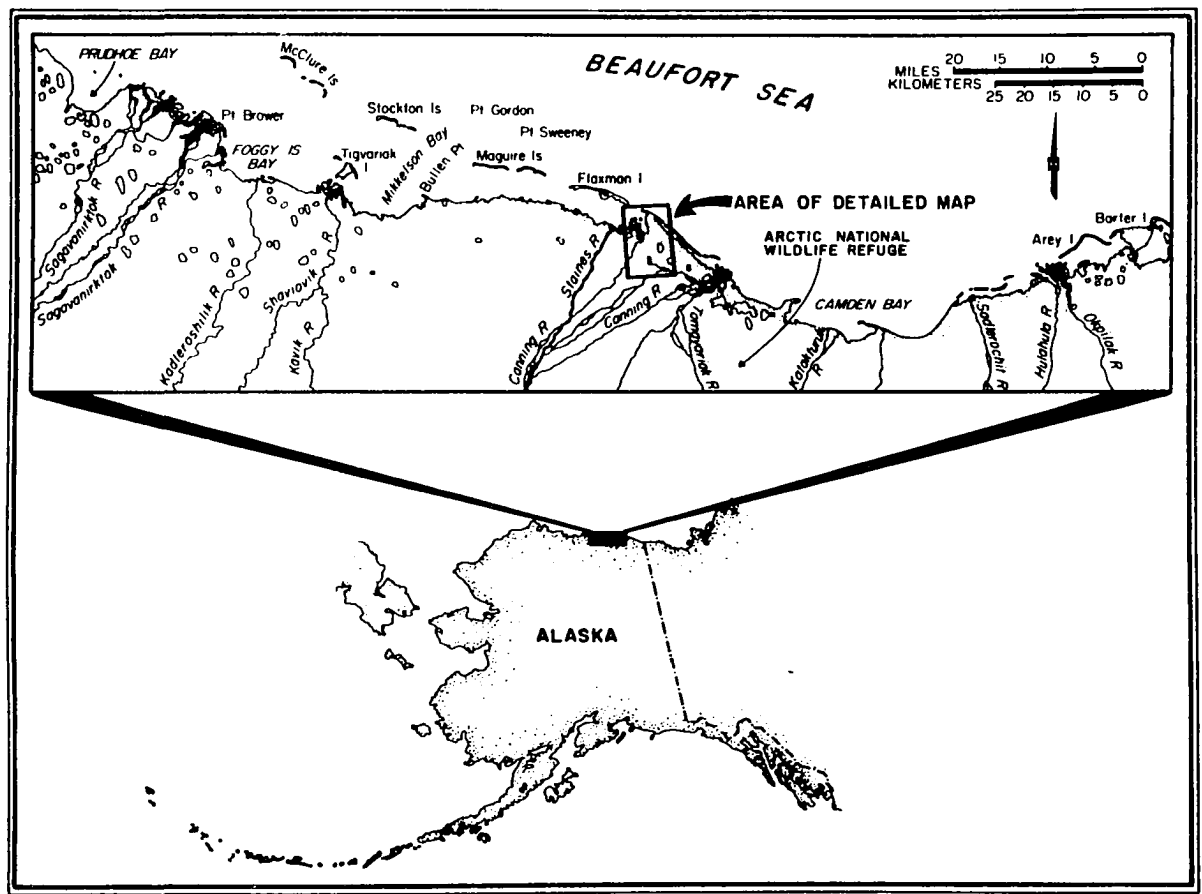 PRUDHOE BAY
McClure Is
BEAUFORT SEA
20 15 10 5 0
MILES
KILOMETERS
25 20 15 10 5 0
Stockton Is
Pt Gordon
Pt Brower
Pt Sweeney
FOGGY IS
BAY
Tigvariak
I
Mikkelson Bay
Bullen Pt
Maguire Is
Flaxman I
AREA OF DETAILED MAP
ARCTIC NATIONAL
WILDLIFE REFUGE
Barter I
Arey I
Sagavanirktok R
Sagavanirktok R
Kadleroshilik R
Shaviovik R
Kavik R
Staines R
Canning R
Canning R
Tamayariak R
CAMDEN BAY
Katakturuk
R
Sadlerochit R
Hulahula R
Okpilak R
ALASKA